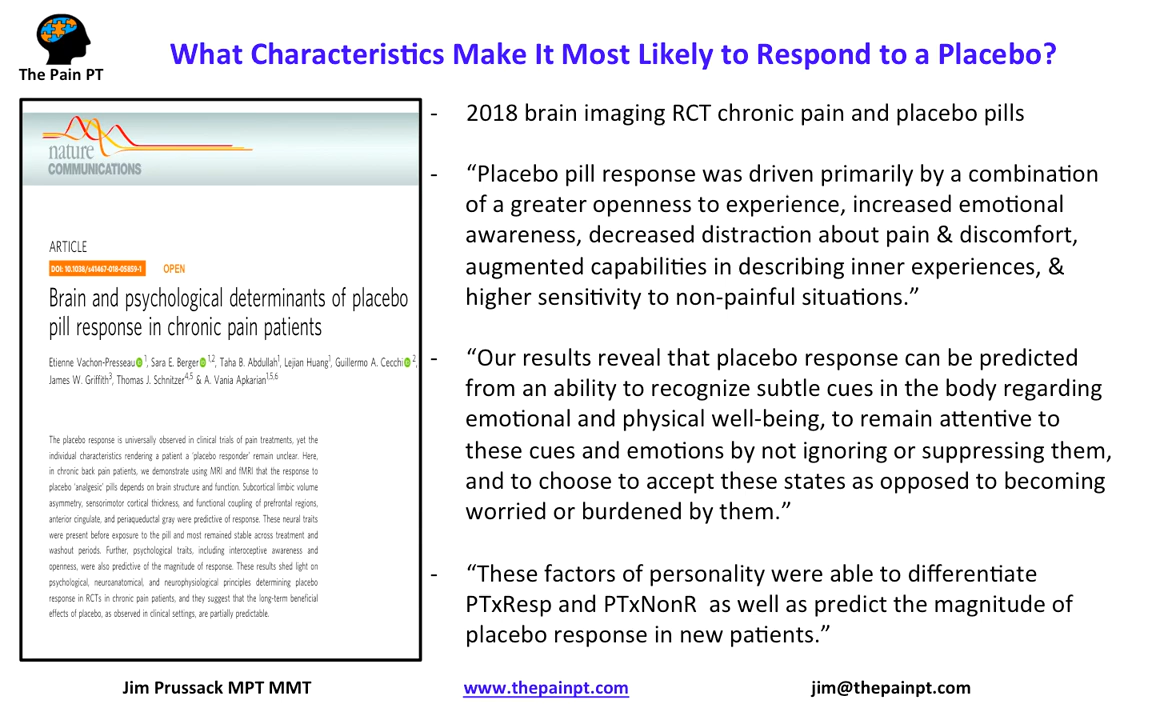 What Characteristics Make It Most Likely to Respond to a Placebo?
The Pain PT
nature
COMMUNICATIONS
ARTICLE
DOI: 10.1038/s41467-018-05859-1 OPEN
Brain and psychological determinants of placebo
pill response in chronic pain patients
Etienne Vachon-Presseau 1, Sara E. Berger 1,2, Taha B. Abdullah1, Lejian Huang1, Guillermo A. Cecchi 2,
James W. Griffith3, Thomas J. Schnitzer4,5 & A. Vania Apkarian1,5,6
The placebo response is universally observed in clinical trials of pain treatments, yet the
individual characteristics rendering a patient a 'placebo responder' remain unclear. Here,
in chronic back pain patients, we demonstrate using MRI and fMRI that the response to
placebo 'analgesic' pills depends on brain structure and function. Subcortical limbic volume
asymmetry, sensorimotor cortical thickness, and functional coupling of prefrontal regions,
anterior cingulate, and periaqueductal gray were predictive of response. These neural traits
were present before exposure to the pill and most remained stable across treatment and
washout periods. Further, psychological traits, including interoceptive awareness and
openness, were also predictive of the magnitude of response. These results shed light on
psychological, neuroanatomical, and neurophysiological principles determining placebo
response in RCTs in chronic pain patients, and they suggest that the long-term beneficial
effects of placebo, as observed in clinical settings, are partially predictable.
- 2018 brain imaging RCT chronic pain and placebo pills
- “Placebo pill response was driven primarily by a combination
of a greater openness to experience, increased emotional
awareness, decreased distraction about pain & discomfort,
augmented capabilities in describing inner experiences, &
higher sensitivity to non-painful situations.”
- “Our results reveal that placebo response can be predicted
from an ability to recognize subtle cues in the body regarding
emotional and physical well-being, to remain attentive to
these cues and emotions by not ignoring or suppressing them,
and to choose to accept these states as opposed to becoming
worried or burdened by them.”
- “These factors of personality were able to differentiate
PTxResp and PTxNonR as well as predict the magnitude of
placebo response in new patients.”
Jim Prussack MPT MMT
www.thepainpt.com
jim@thepainpt.com